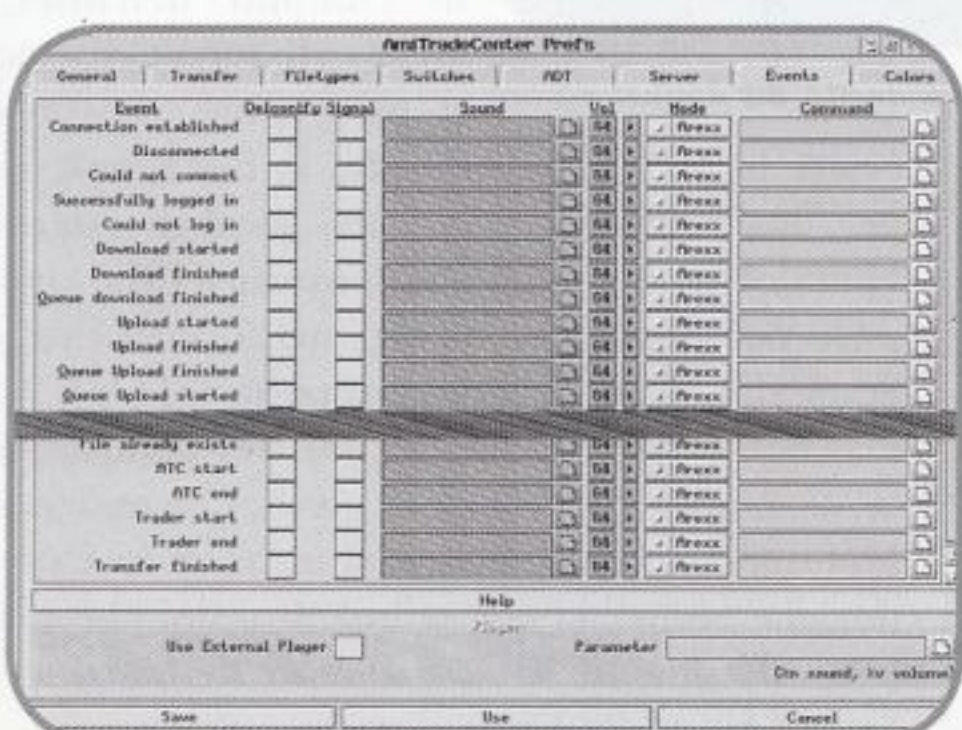 AmiTradeCenter Prefs
General Transfer Filetypes Switches ADT Server Events Colors
Event Deiconify Signal Sound Vol Mode Command
Connection established 64 Arexx
Disconnected 64 Arexx
Could not connect 64 Arexx
Successfully logged in 64 Arexx
Could not log in 64 Arexx
Download started 64 Arexx
Download finished 64 Arexx
Queue download finished 64 Arexx
Upload started 64 Arexx
Upload finished 64 Arexx
Queue Upload finished 64 Arexx
Queue Upload started 64 Arexx
File already exists 64 Arexx
ATC start 64 Arexx
ATC end 64 Arexx
Trader start 64 Arexx
Trader end 64 Arexx
Transfer finished 64 Arexx
Help
Player
Use External Player Parameter
(%n sound, %v volume)
Save Use Cancel